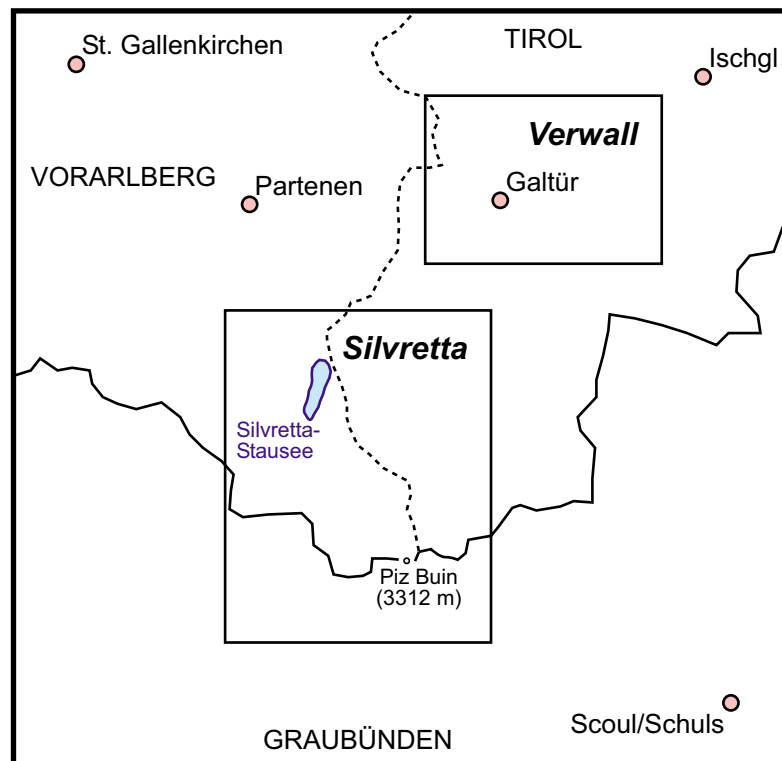 St. Gallenkirchen
TIROL
Ischgl
Verwall
VORARLBERG
Partenen
Galtür
Silvretta
Silvretta-
Stausee
Piz Buin
(3312 m)
Scoul/Schuls
GRAUBÜNDEN